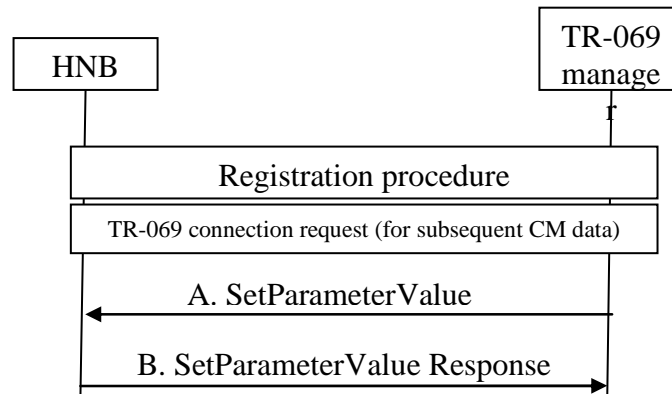 HNB
TR-069
manage
r
Registration procedure
TR-069 connection request (for subsequent CM data)
A. SetParameterValue
B. SetParameterValue Response